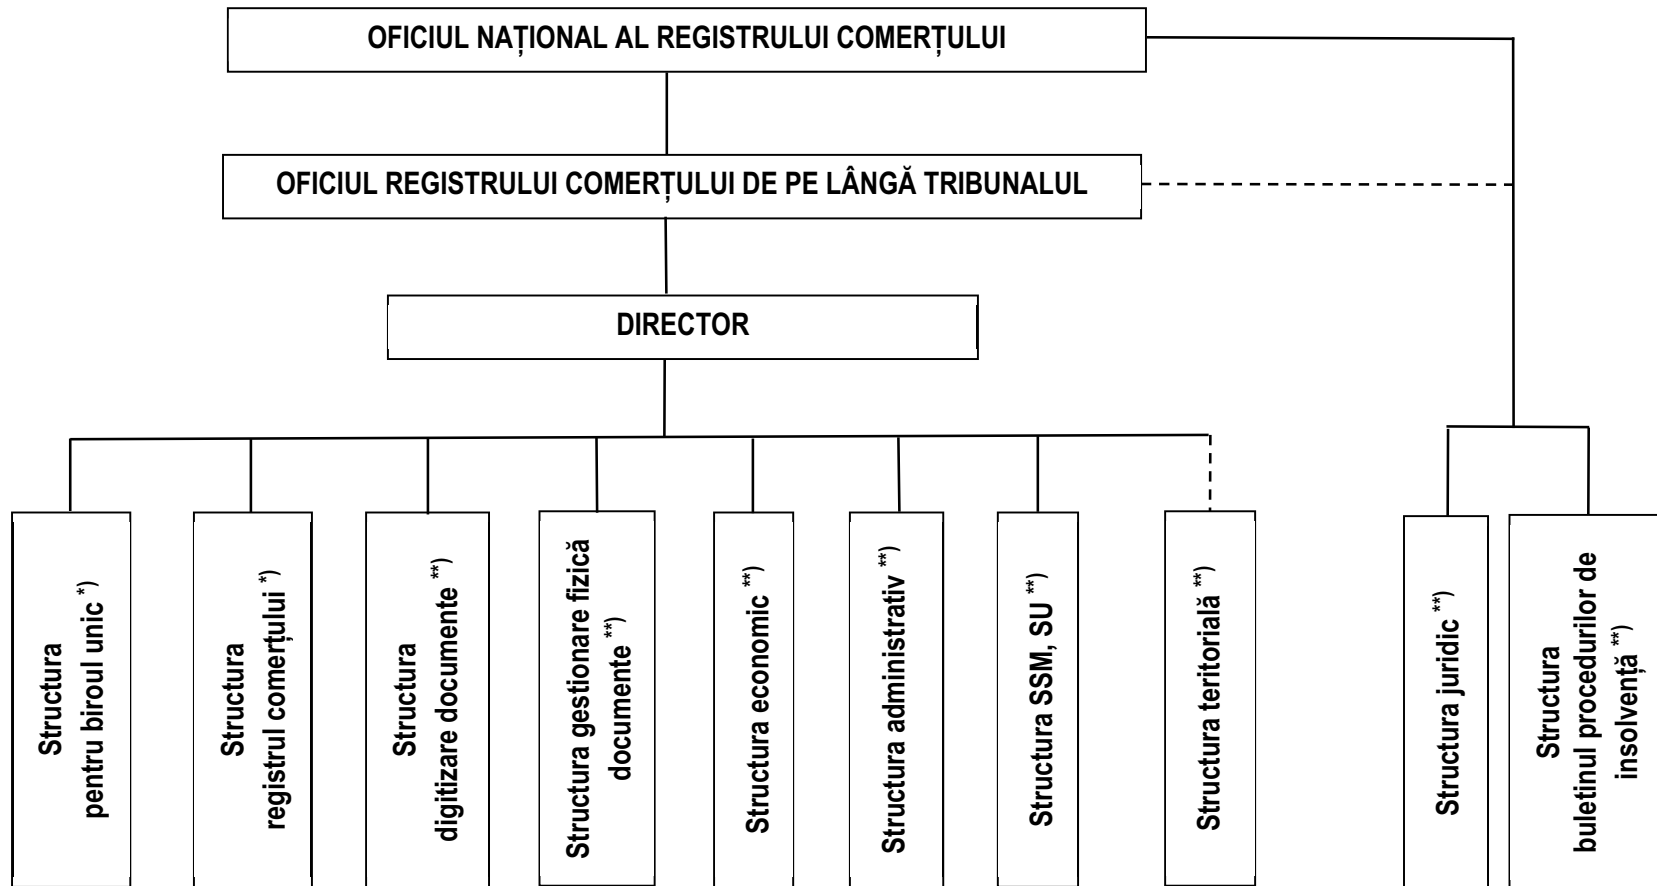 OFICIUL NAȚIONAL AL REGISTRULUI COMERȚULUI
OFICIUL REGISTRULUI COMERȚULUI DE PE LÂNGĂ TRIBUNALUL
DIRECTOR
Structura
pentru biroul unic *)
Structura
registrul comerțului *)
Structura
digitizare documente **)
Structura gestionare fizică
documente **)
Structura economic **)
Structura administrativ **)
Structura SSM, SU **)
Structura teritorială **)
Structura juridic **)
Structura
buletinul procedurilor de
insolvență **)